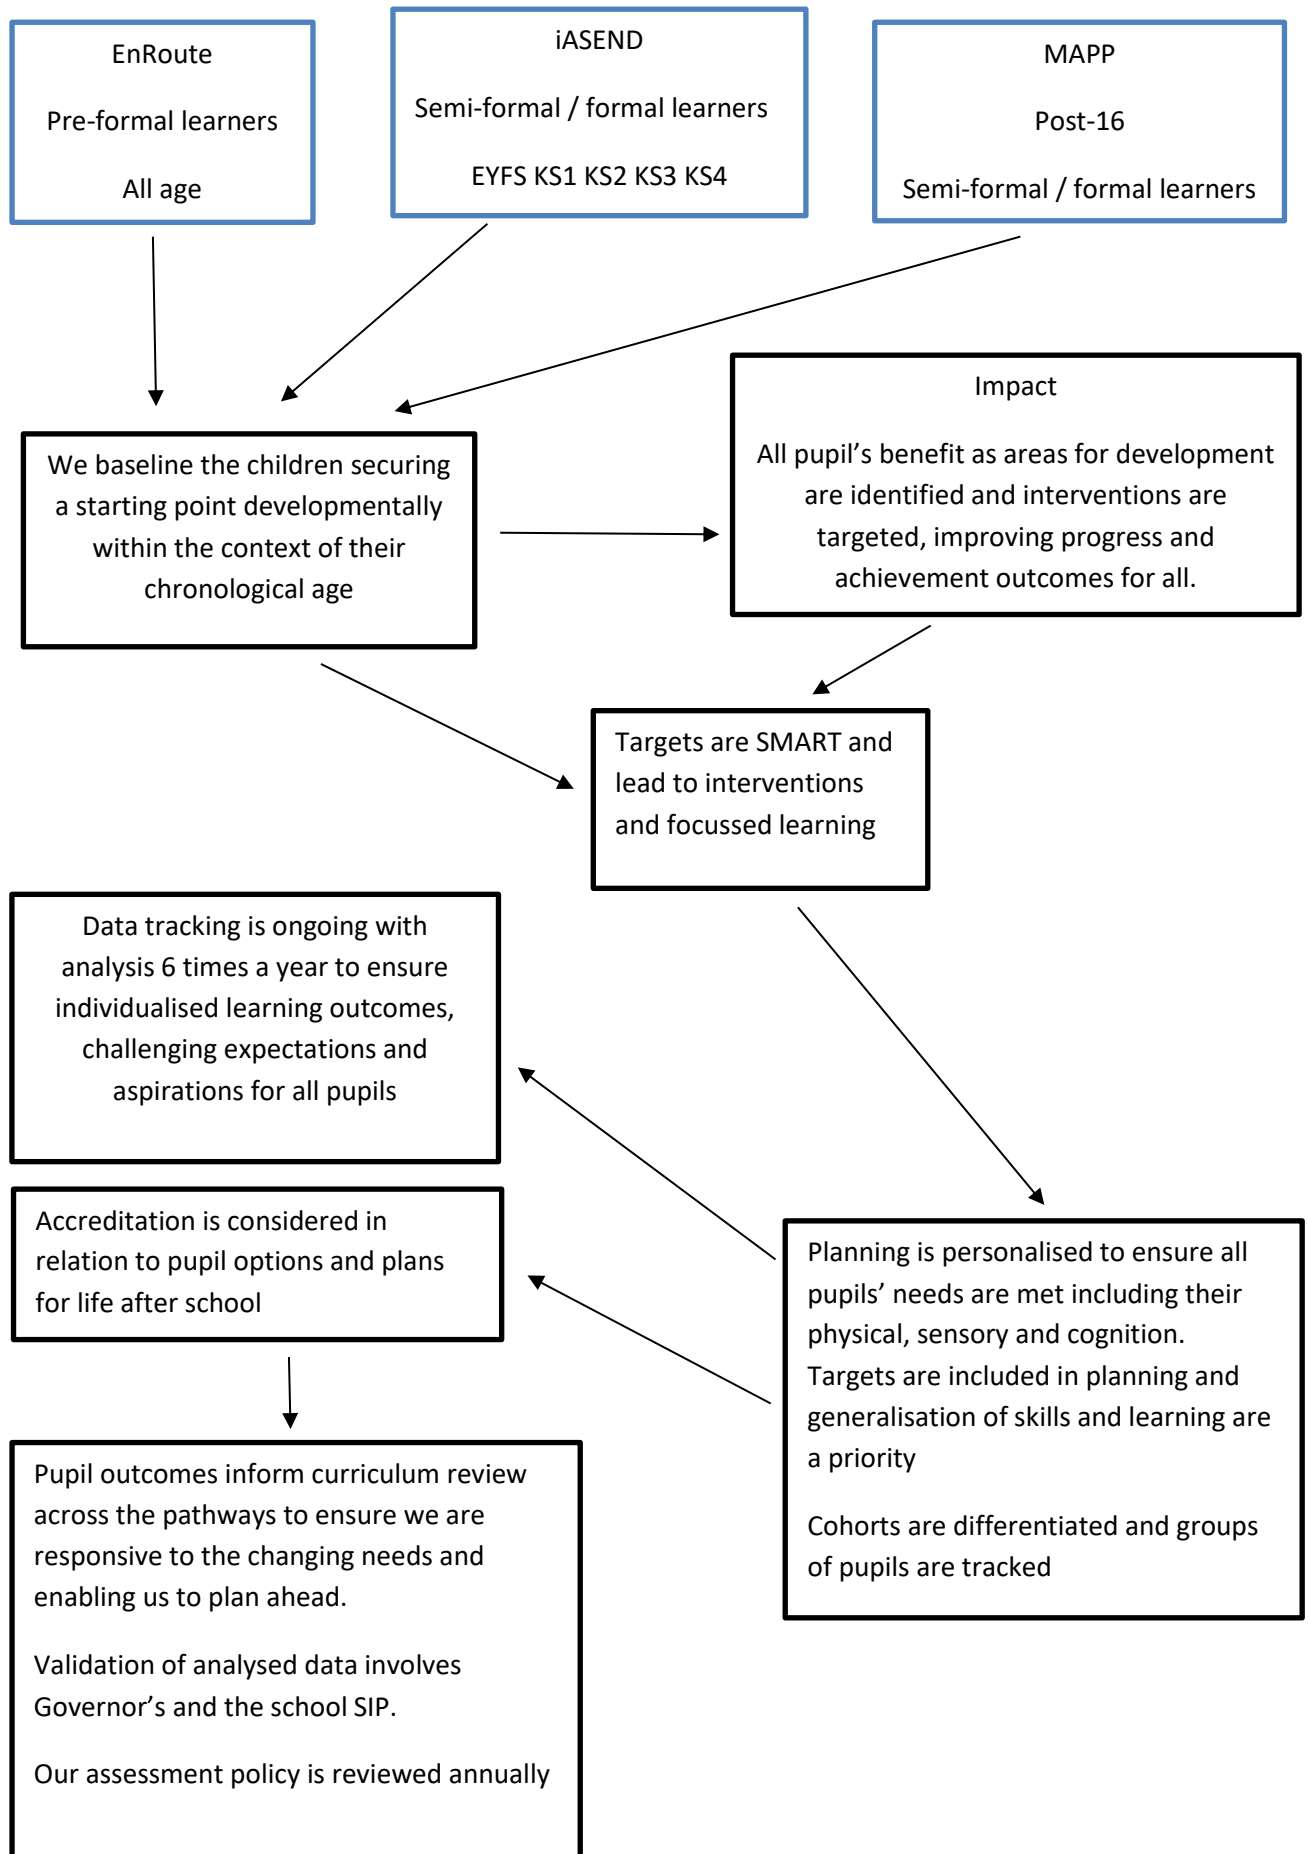 EnRoute
Pre-formal learners
All age
iASEND
Semi-formal / formal learners
EYFS KS1 KS2 KS3 KS4
MAPP
Post-16
Semi-formal / formal learners
We baseline the children securing
a starting point developmentally
within the context of their
chronological age
Impact
All pupil’s benefit as areas for development
are identified and interventions are
targeted, improving progress and
achievement outcomes for all.
Targets are SMART and
lead to interventions
and focussed learning
Data tracking is ongoing with
analysis 6 times a year to ensure
individualised learning outcomes,
challenging expectations and
aspirations for all pupils
Accreditation is considered in
relation to pupil options and plans
for life after school
Planning is personalised to ensure all
pupils’ needs are met including their
physical, sensory and cognition.
Targets are included in planning and
generalisation of skills and learning are
a priority
Cohorts are differentiated and groups
of pupils are tracked
Pupil outcomes inform curriculum review
across the pathways to ensure we are
responsive to the changing needs and
enabling us to plan ahead.
Validation of analysed data involves
Governor’s and the school SIP.
Our assessment policy is reviewed annually